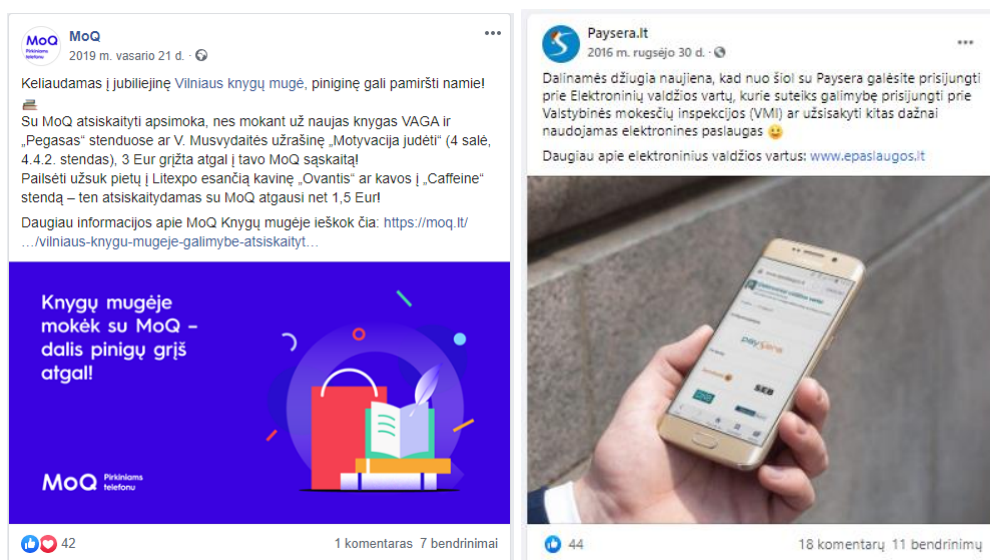 MoQ
Pirkiniams
telefonu
MoQ
2019 m. vasario 21 d.
Keliaudamas į jubiliejinę Vilniaus knygų mugė, piniginę gali pamiršti namie!
Su MoQ atsiskaityti apsimoka, nes mokant už naujas knygas VAGA ir
„Pegasas“ stenduose ar V. Musvydaitės užrašinę „Motyvacija judėti“ (4 salė,
4.4.2. stendas), 3 Eur grįžta atgal į tavo MoQ sąskaitą!
Pailsėti užsuk pietų į Litexpo esančią kavinę „Ovantis“ ar kavos į „Caffeine“
stendą – ten atsiskaitydamas su MoQ atgausi net 1,5 Eur!
Daugiau informacijos apie MoQ Knygų mugėje ieškok čia: https://moq.lt/
…/vilniaus-knygu-mugeje-galimybe-atsiskaityt…
Knygų mugėje
mokėk su MoQ –
dalis pinigų grįš
atgal!
MoQ Pirkiniams
telefonu
42
1 komentaras 7 bendrinimai
Paysera.lt
2016 m. rugsėjo 30 d.
Dalinamės džiugia naujiena, kad nuo šiol su Paysera galėsite prisijungti
prie Elektroninių valdžios vartų, kurie suteiks galimybę prisijungti prie
Valstybinės mokesčių inspekcijos (VMI) ar užsisakyti kitas dažnai
naudojamas elektronines paslaugas
Daugiau apie elektroninius valdžios vartus: www.epaslaugos.lt
paysera
SEB
DNB
44
18 komentarų 11 bendrinimų